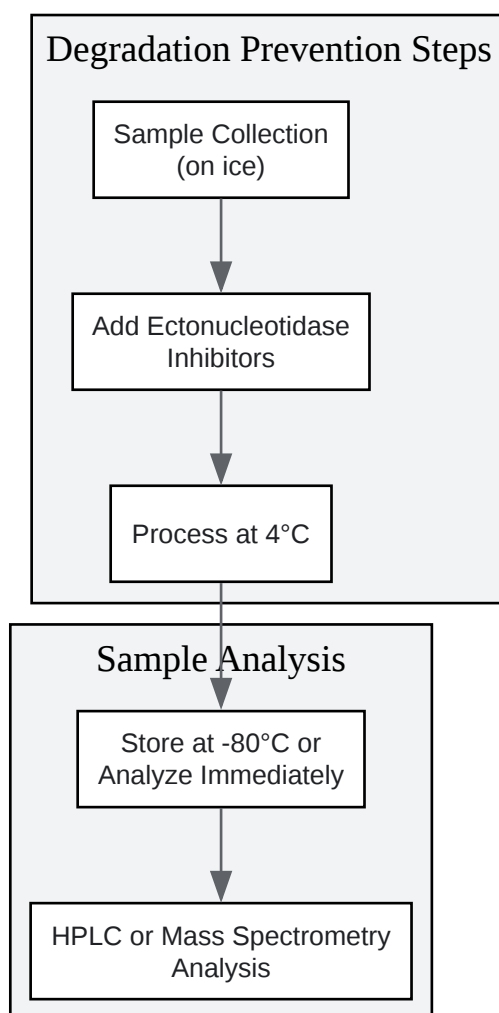 Degradation Prevention Steps
Sample Collection
(on ice)
Add Ectonucleotidase
Inhibitors
Process at 4°C
Sample Analysis
Store at -80°C or
Analyze Immediately
HPLC or Mass Spectrometry
Analysis